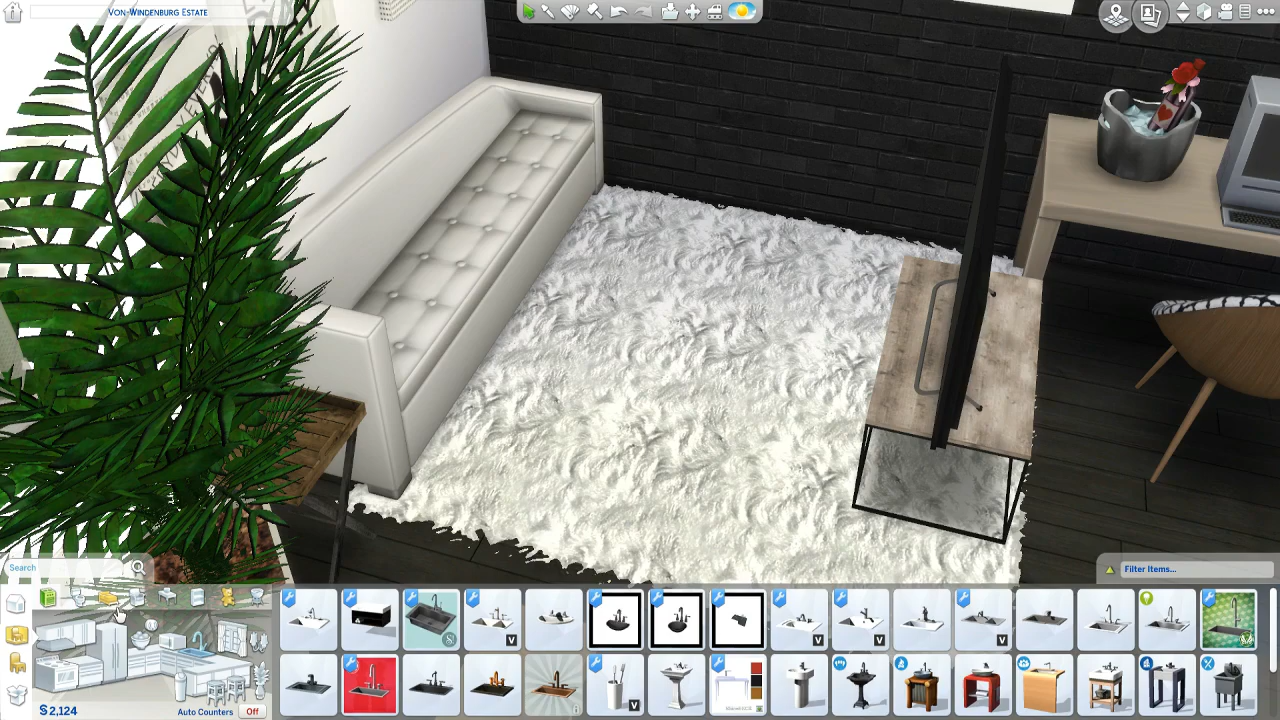 Von-Windenburg Estate
Search
Filter Items...
V
V
V
V
V
$2,124
Auto Counters
Off